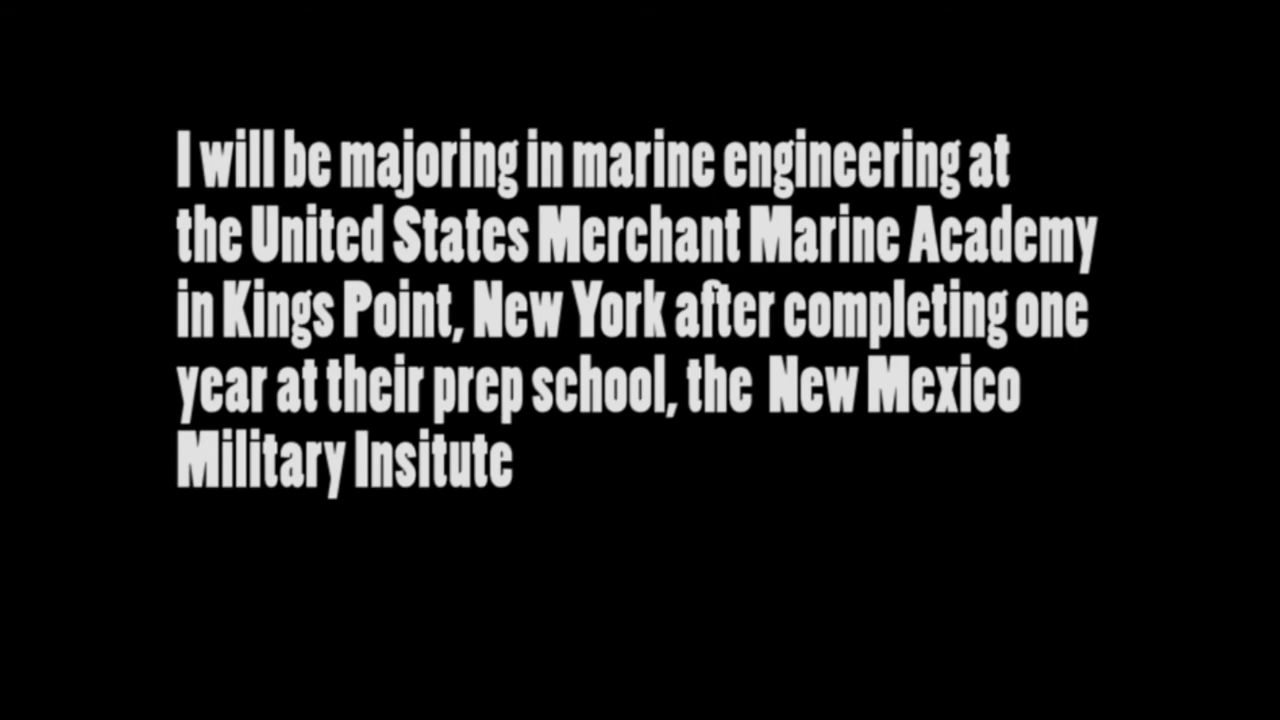 I will be majoring in marine engineering at
the United States Merchant Marine Academy
in Kings Point, New York after completing one
year at their prep school, the  New Mexico
Military Insitute